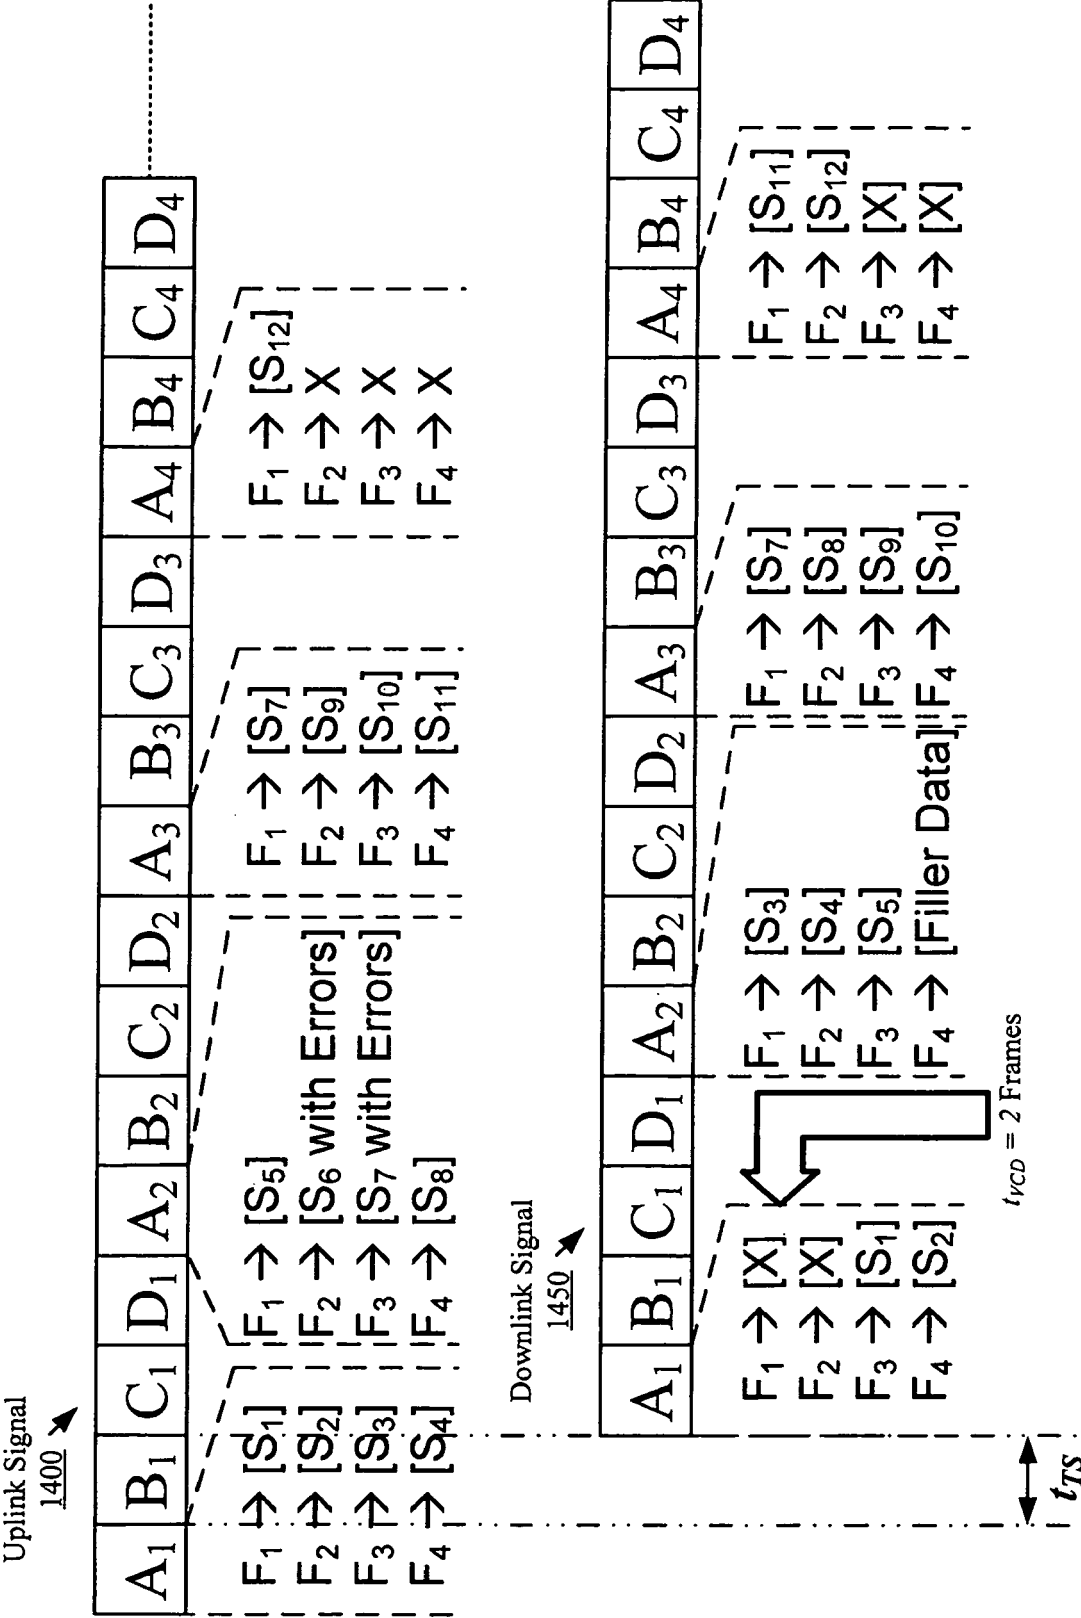 Uplink Signal
1400
A1 B1 C1 D1 A2 B2 C2 D2 A3 B3 C3 D3 A4 B4 C4 D4
F1 → [S1]
F2 → [S2]
F3 → [S3]
F4 → [S4]
F1 → [S5]
F2 → [S6 with Errors]
F3 → [S7 with Errors]
F4 → [S8]
F1 → [S7]
F2 → [S9]
F3 → [S10]
F4 → [S11]
F1 → [S12]
F2 → X
F3 → X
F4 → X
Downlink Signal
1450
A1 B1 C1 D1 A2 B2 C2 D2 A3 B3 C3 D3 A4 B4 C4 D4
F1 → [X]
F2 → [X]
F3 → [S1]
F4 → [S2]
F1 → [S3]
F2 → [S4]
F3 → [S5]
F4 → [Filler Data]
F1 → [S7]
F2 → [S8]
F3 → [S9]
F4 → [S10]
F1 → [S11]
F2 → [S12]
F3 → [X]
F4 → [X]
tVCD = 2 Frames
tTS